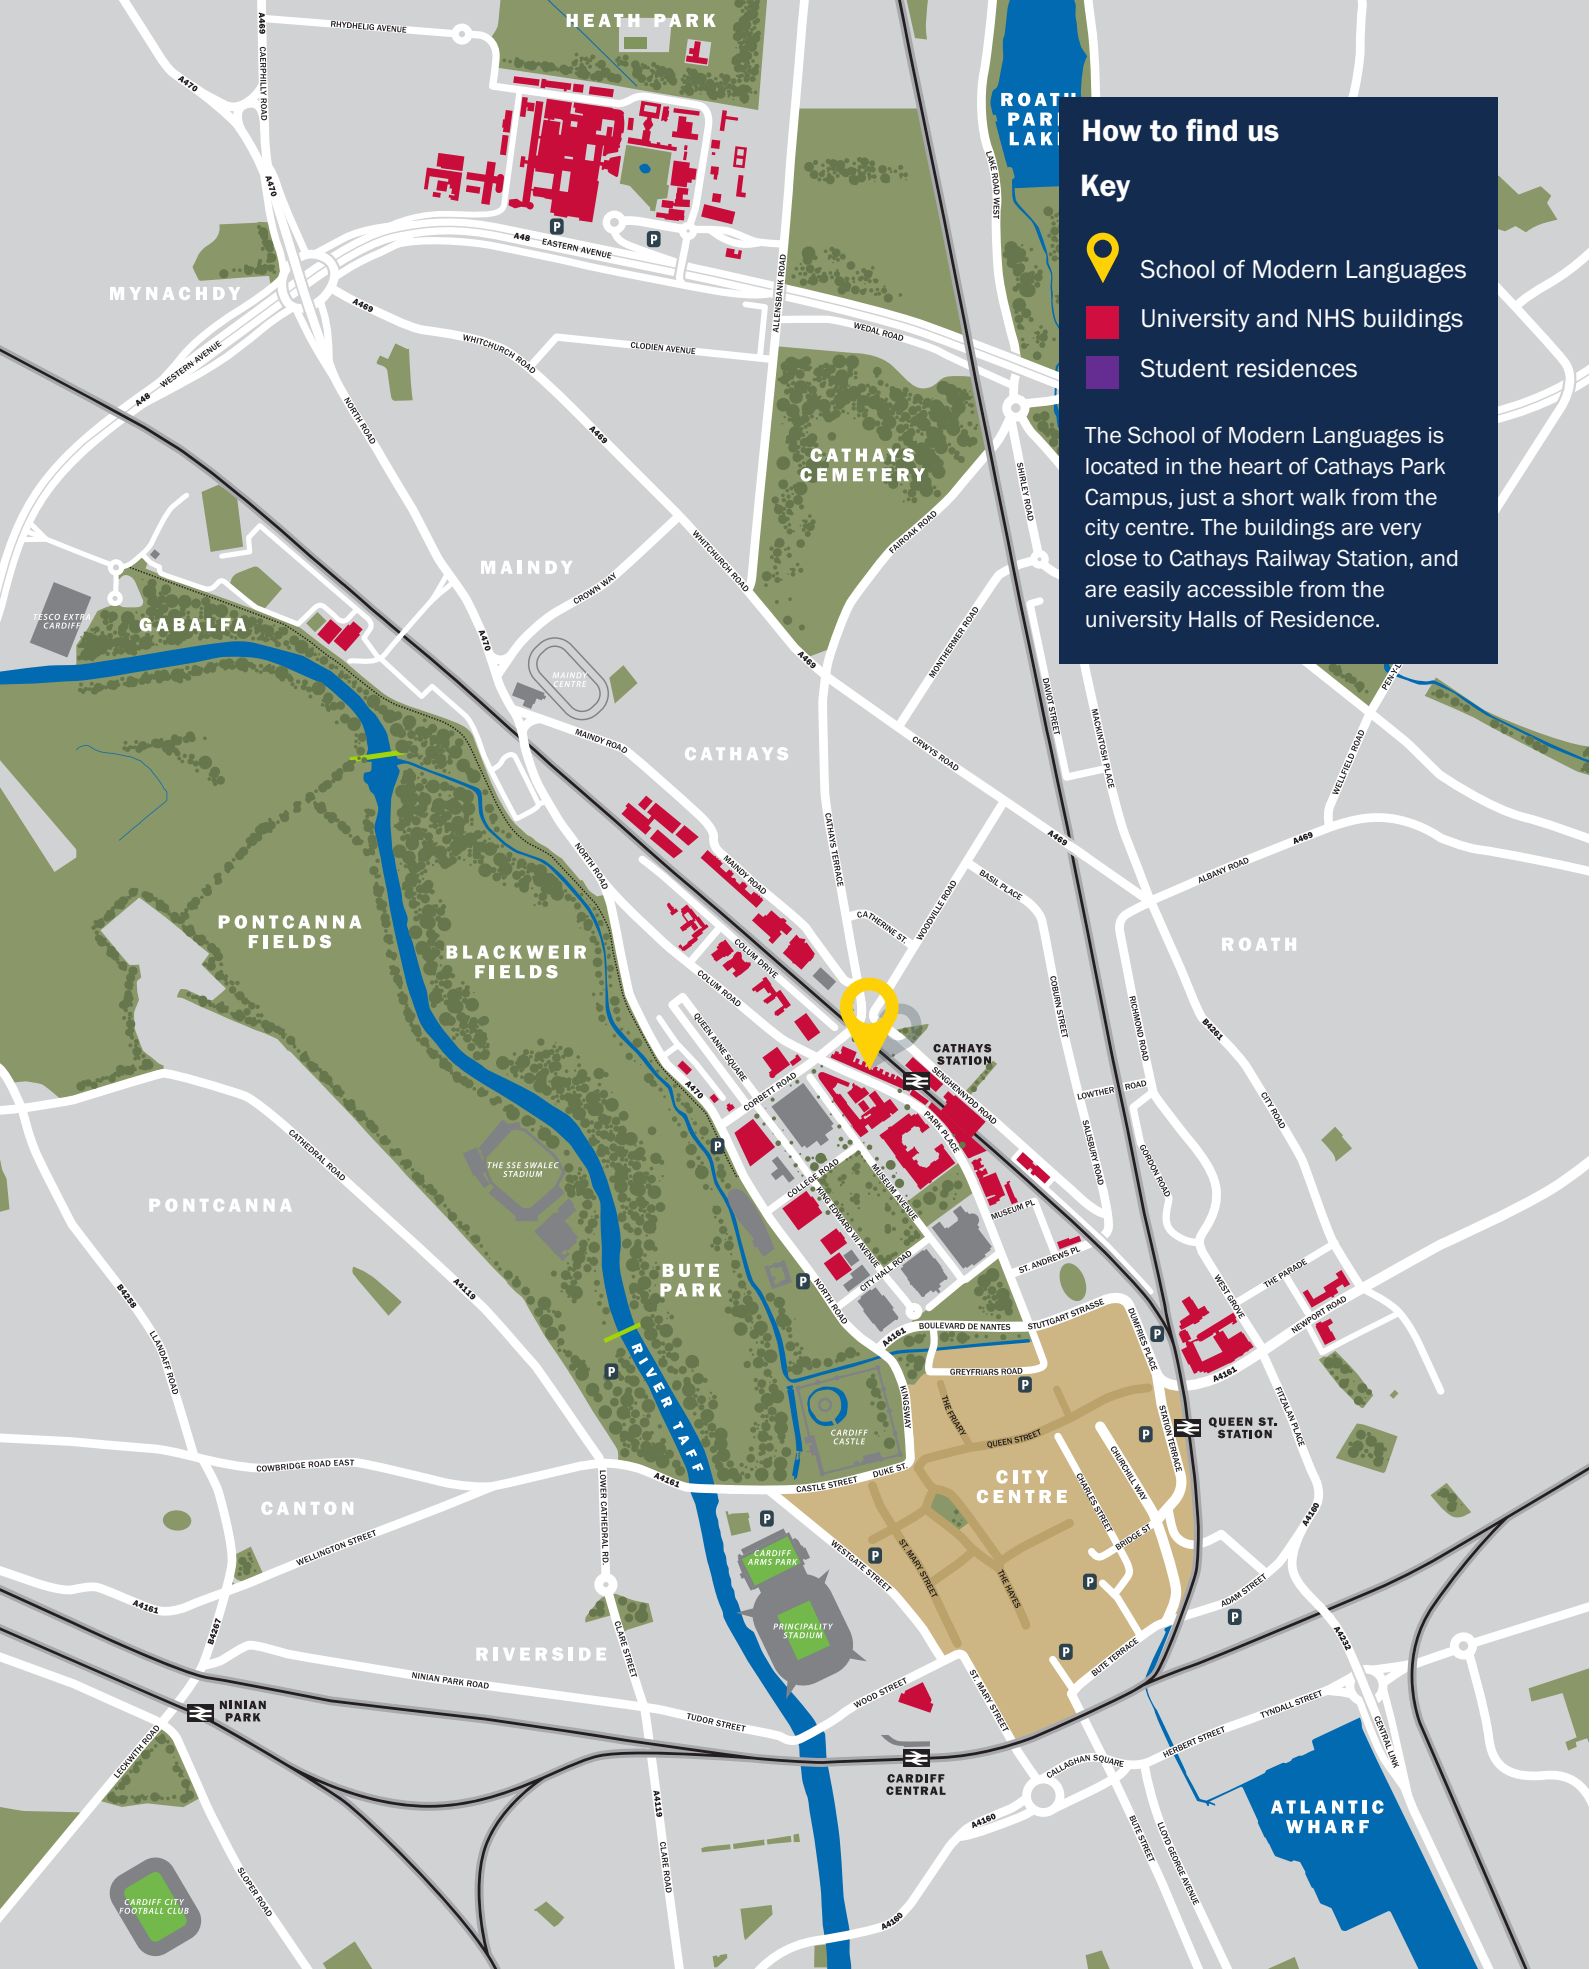 HEATH PARK
RHYDHELIG AVENUE
A469
CAERPHILLY ROAD
A470
A470
ROATH
PARK
LAKE
LAKE ROAD WEST
How to find us
Key
School of Modern Languages
University and NHS buildings
Student residences
The School of Modern Languages is
located in the heart of Cathays Park
Campus, just a short walk from the
city centre. The buildings are very
close to Cathays Railway Station, and
are easily accessible from the
university Halls of Residence.
P
P
A48
EASTERN AVENUE
ALLENSBANK ROAD
MYNACHDY
A469
WHITCHURCH ROAD
CLODIEN AVENUE
WEDAL ROAD
WESTERN AVENUE
A48
NORTH ROAD
A469
CATHAYS
CEMETERY
SHIRLEY ROAD
FAIROAK ROAD
WHITCHURCH ROAD
MAINDY
CROWN WAY
TESCO EXTRA
CARDIFF
GABALFA
A470
MAINDY
CENTRE
A469
MONTHERMER ROAD
DAVIOT STREET
MACKINTOSH PLACE
PEN-Y-L
WELLFIELD ROAD
MAINDY ROAD
CATHAYS
CRWYS ROAD
CATHAYS TERRACE
A469
A469
ALBANY ROAD
NORTH ROAD
MAINDY ROAD
BASIL PLACE
WOODVILLE ROAD
CATHERINE ST.
PONTCANNA
FIELDS
BLACKWEIR
FIELDS
COLUM DRIVE
COLUM ROAD
ROATH
COBURN STREET
RICHMOND ROAD
B4261
QUEEN ANNE SQUARE
CATHAYS
STATION
SENGHENNYDD ROAD
A470
CORBETT ROAD
PARK PLACE
LOWTHER ROAD
CITY ROAD
SALISBURY ROAD
GORDON ROAD
P
CATHEDRAL ROAD
THE SSE SWALEC
STADIUM
COLLEGE ROAD
MUSEUM AVENUE
KING EDWARD VII AVENUE
MUSEUM PL
PONTCANNA
ST. ANDREWS PL
CITY HALL ROAD
BUTE
PARK
P
NORTH ROAD
A4119
B4258
LLANDAFF ROAD
THE PARADE
WEST GROVE
NEWPORT ROAD
BOULEVARD DE NANTES
STUTTGART STRASSE
DUMFRIES PLACE
A4161
P
GREYFRIARS ROAD
P
A4161
RIVER TAFF
P
KINGSWAY
THE FRIARY
CARDIFF
CASTLE
QUEEN STREET
STATION TERRACE
P
QUEEN ST.
STATION
FITZALAN PLACE
COWBRIDGE ROAD EAST
A4161
CASTLE STREET
DUKE ST.
CITY
CENTRE
CHARLES STREET
CHURCHILL WAY
CANTON
LOWER CATHEDRAL RD.
P
WELLINGTON STREET
CARDIFF
ARMS PARK
WESTGATE STREET
P
ST. MARY STREET
THE HAYES
BRIDGE ST.
A4160
P
ADAM STREET
P
A4161
B4267
CLARE STREET
PRINCIPALITY
STADIUM
RIVERSIDE
P
BUTE TERRACE
A4232
NINIAN PARK ROAD
NINIAN
PARK
TUDOR STREET
WOOD STREET
ST. MARY STREET
TYNDALL STREET
HERBERT STREET
CENTRAL LINK
LECKWITH ROAD
CARDIFF
CENTRAL
CALLAGHAN SQUARE
A4119
A4160
ATLANTIC
WHARF
BUTE STREET
LLOYD GEORGE AVENUE
CLARE ROAD
SLOPER ROAD
CARDIFF CITY
FOOTBALL CLUB
A4160